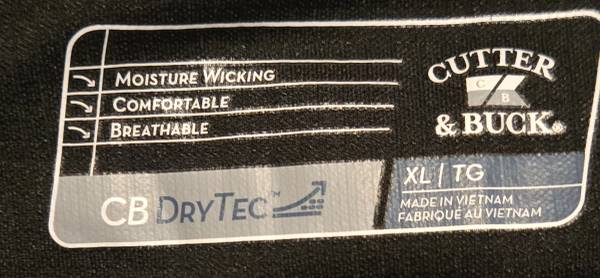 MOISTURE WICKING
COMFORTABLE
BREATHABLE
CUTTER
C
B
& BUCK®
CB DRYTEC™
XL | TG
MADE IN VIETNAM
FABRIQUÉ AU VIETNAM